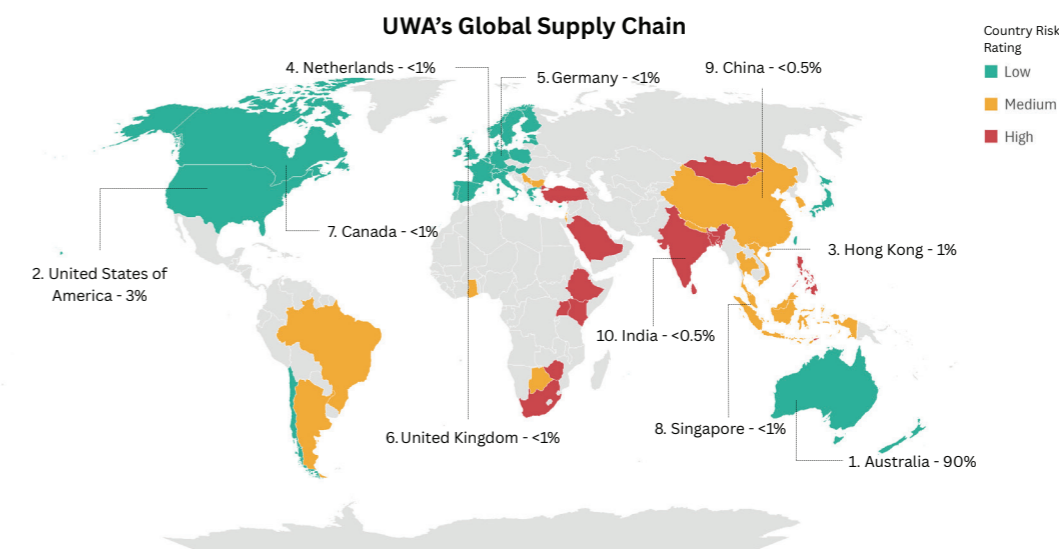 UWA's Global Supply Chain
Country Risk
Rating
Low
Medium
High
4. Netherlands - <1%
5. Germany - <1%
9. China - <0.5%
7. Canada - <1%
3. Hong Kong - 1%
2. United States of
America - 3%
10. India - <0.5%
8. Singapore - <1%
6. United Kingdom - <1%
1. Australia - 90%